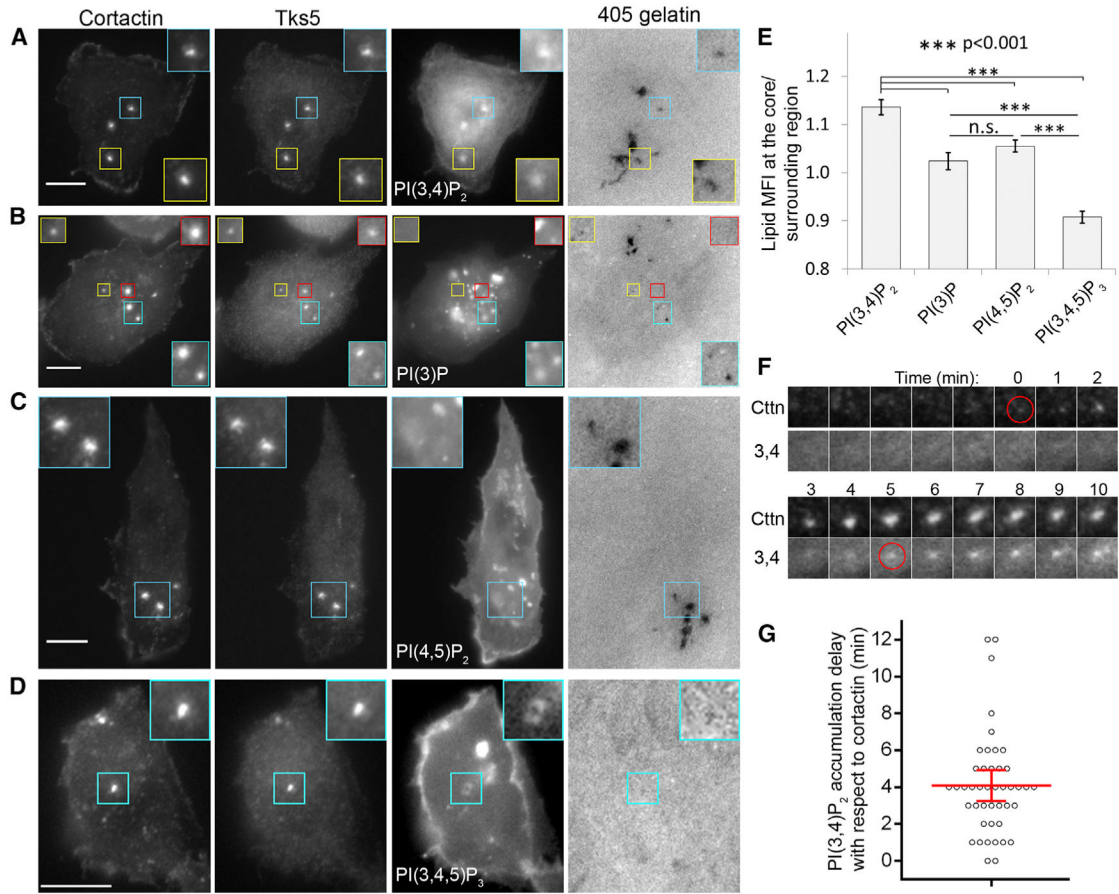 Cortactin Tks5 405 gelatin
A
PI(3,4)P2
B
PI(3)P
C
PI(4,5)P2
D
PI(3,4,5)P3
E
*** p<0.001
***
***
n.s. ***
1.2
1.1
1.0
0.9
0.8
Lipid MFI at the core/
surrounding region
PI(3,4)P2 PI(3)P PI(4,5)P2 PI(3,4,5)P3
F
Time (min): 0 1 2
Cttn
3,4
3 4 5 6 7 8 9 10
Cttn
3,4
G
PI(3,4)P2 accumulation delay
with respect to cortactin (min)
12
10
8
6
4
2
0